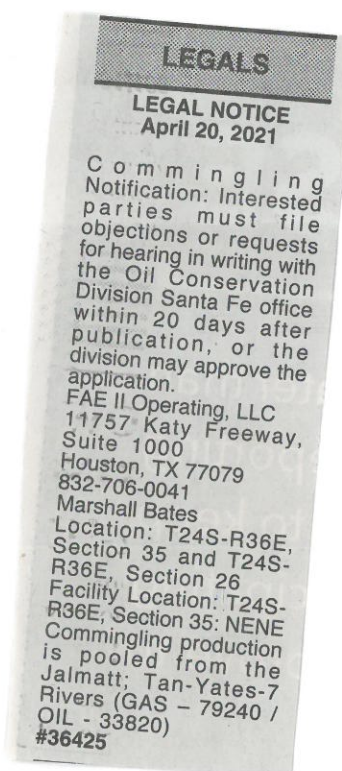 LEGALS
LEGAL NOTICE
April 20, 2021
Commingling
Notification: Interested
parties must file
objections or requests
for hearing in writing with
the Oil Conservation
Division Santa Fe office
within 20 days after
publication, or the
division may approve the
application.
FAE II Operating, LLC
11757 Katy Freeway,
Suite 1000
Houston, TX 77079
832-706-0041
Marshall Bates
Location: T24S-R36E,
Section 35 and T24S-
R36E, Section 26
Facility Location: T24S-
R36E, Section 35: NENE
Commingling production
is pooled from the
Jalmatt; Tan-Yates-7
Rivers (GAS – 79240 /
OIL - 33820)
#36425